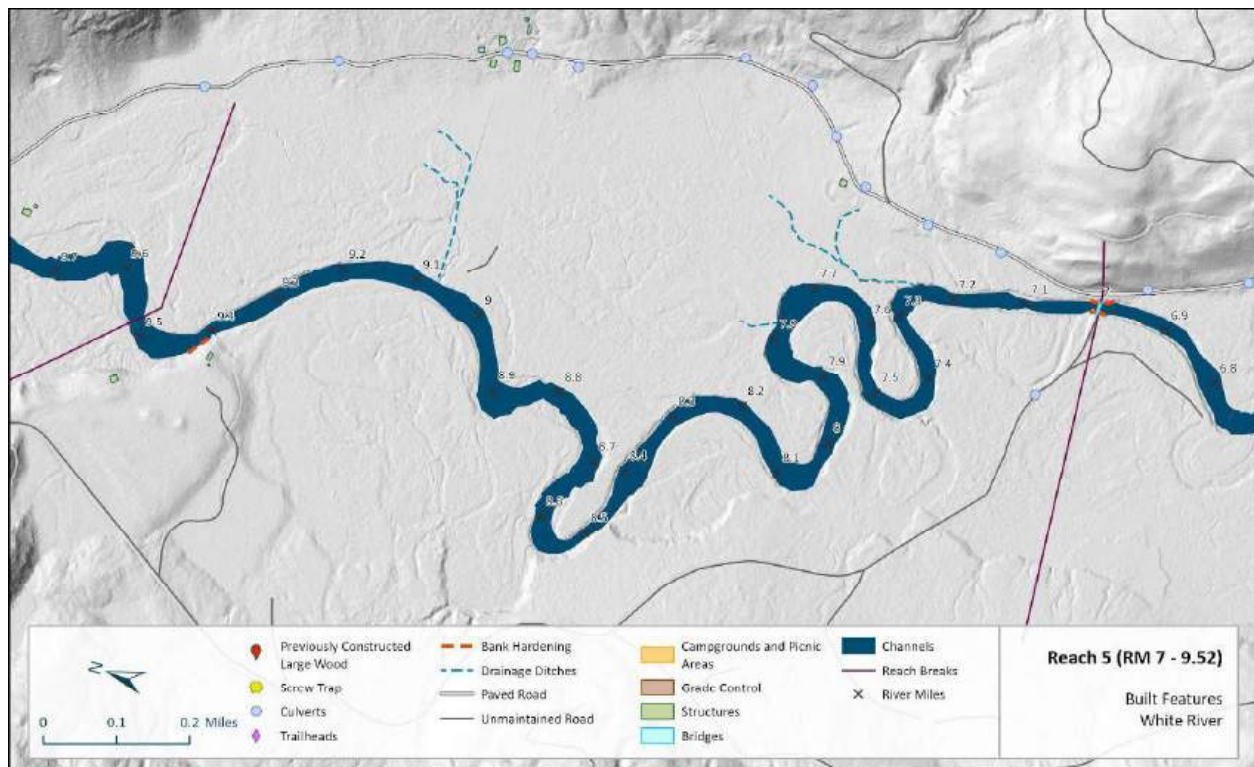 9.7
9.6
9.5
9.4
9.3
9.2
9.1
9
8.9
8.8
8.7
8.6
8.5
8.4
8.3
8.2
8.1
8
7.9
7.8
7.7
7.6
7.5
7.4
7.3
7.2
7.1
7
6.9
6.8
N
0 0.1 0.2 Miles
Previously Constructed
Large Wood
Screw Trap
Culverts
Trailheads
Bank Hardening
Drainage Ditches
Paved Road
Unmaintained Road
Campgrounds and Picnic
Areas
Grade Control
Structures
Bridges
Channels
Reach Breaks
River Miles
Reach 5 (RM 7 - 9.52)
Built Features
White River